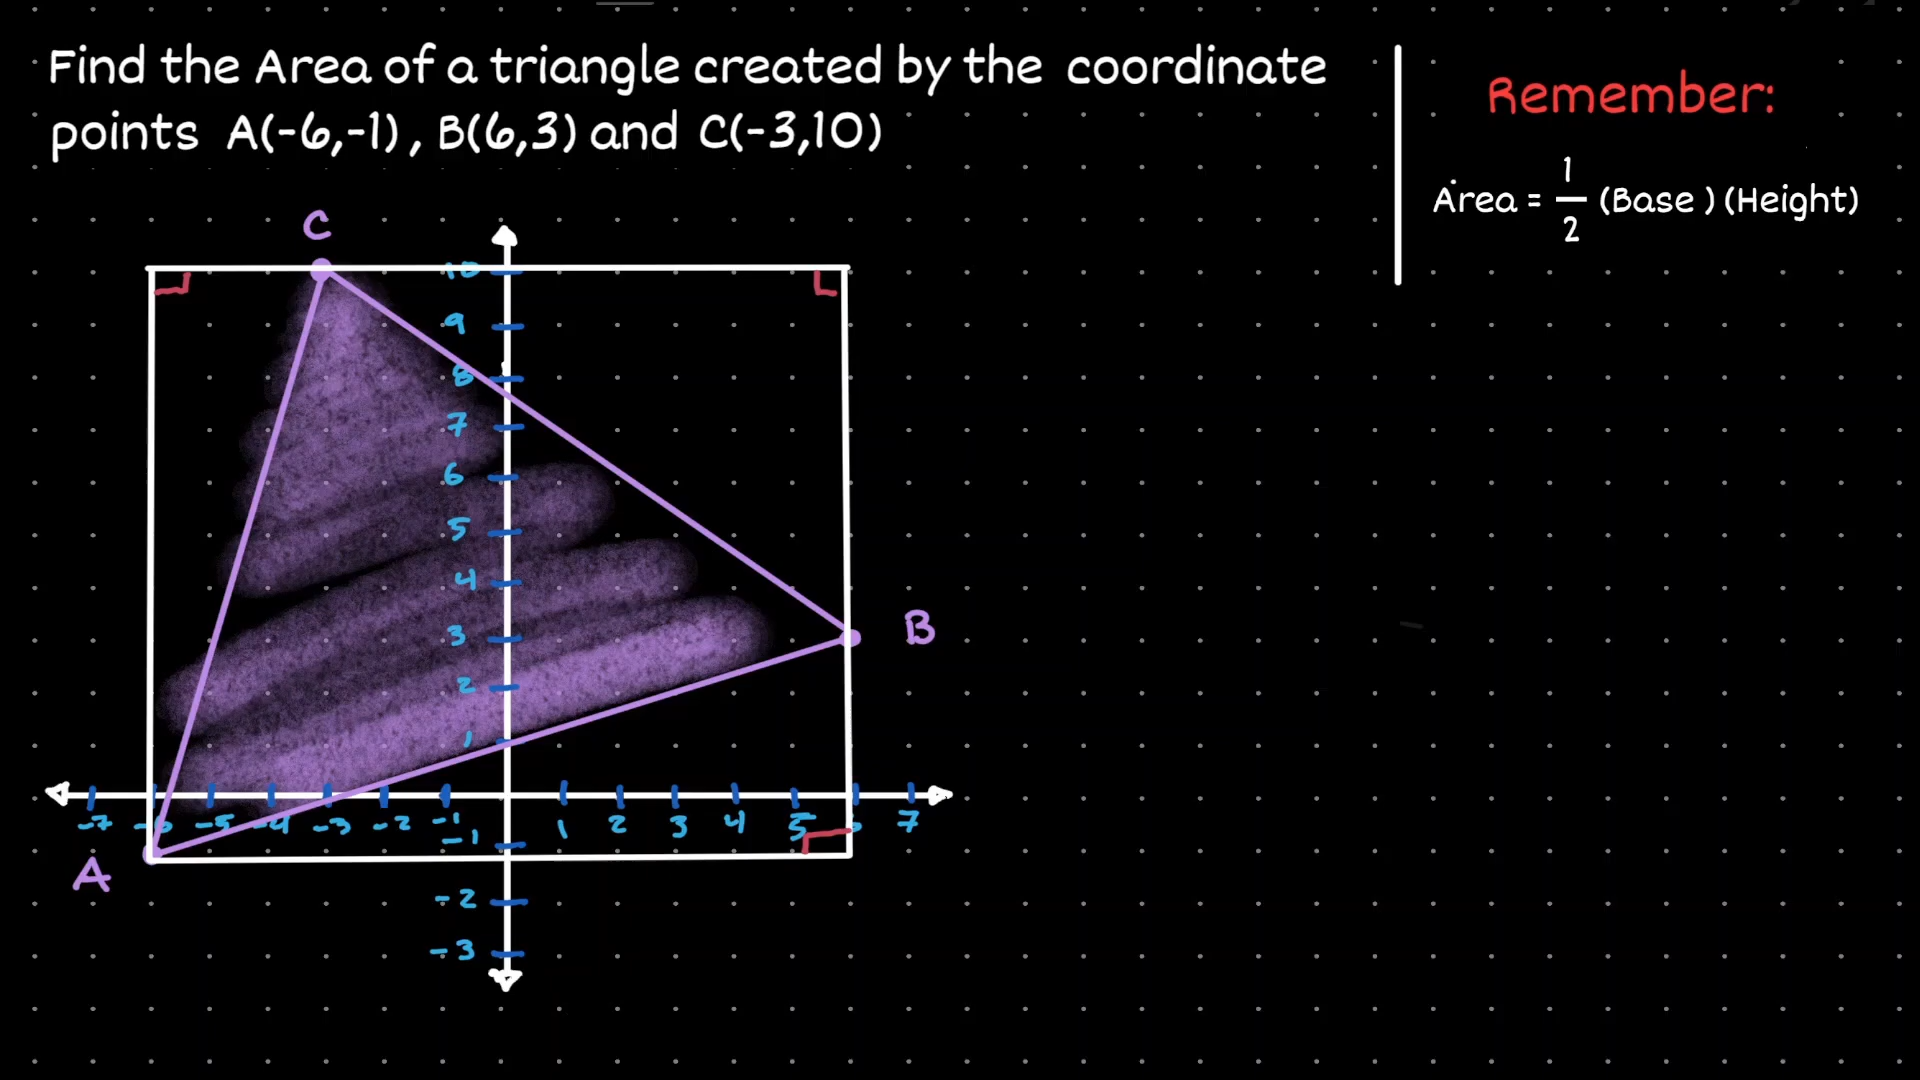 Find the Area of a triangle created by the coordinate
points A(-6,-1), B(6,3) and C(-3,10)
Remember:
Area = 1/2 (Base) (Height)
C
10
9
8
7
6
5
4
3
2
1
B
-7 -6 -5 -4 -3 -2 -1 1 2 3 4 5 7
-1
A
-2
-3